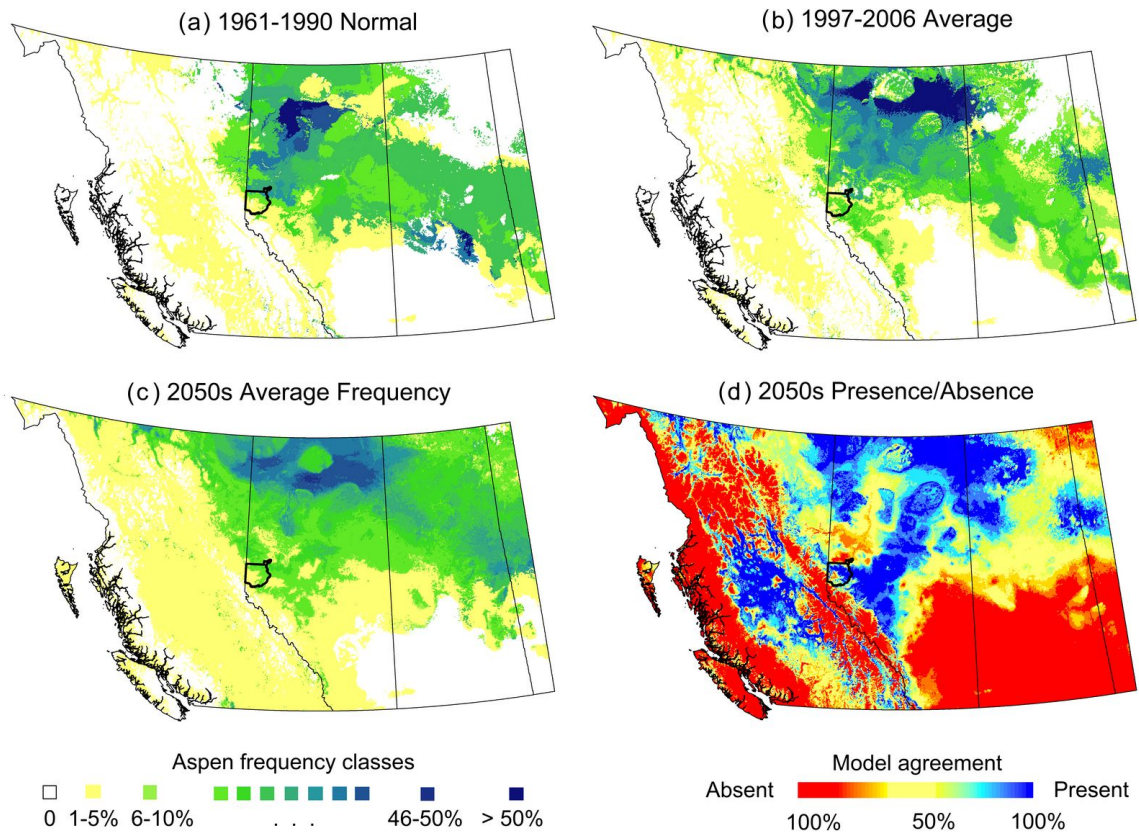 (a) 1961-1990 Normal
(b) 1997-2006 Average
(c) 2050s Average Frequency
(d) 2050s Presence/Absence
Aspen frequency classes
0 1-5% 6-10% . . . 46-50% > 50%
Model agreement
Absent Present
100% 50% 100%